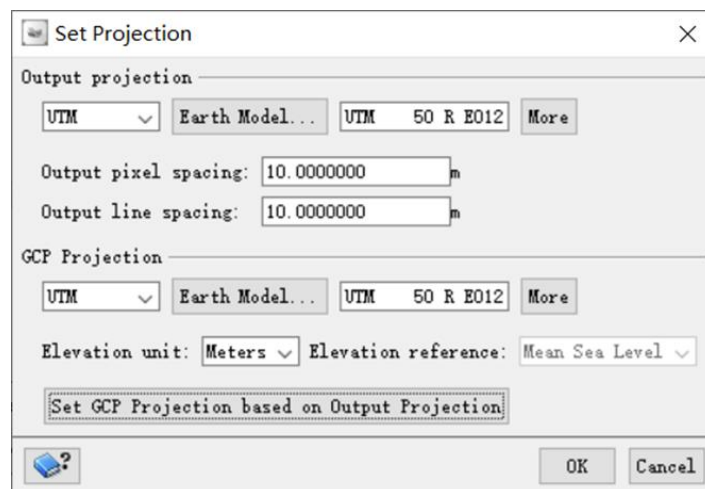 Set Projection
Output projection
UTM Earth Model... UTM 50 R E012 More
Output pixel spacing: 10.0000000 m
Output line spacing: 10.0000000 m
GCP Projection
UTM Earth Model... UTM 50 R E012 More
Elevation unit: Meters Elevation reference: Mean Sea Level
Set GCP Projection based on Output Projection
? OK Cancel